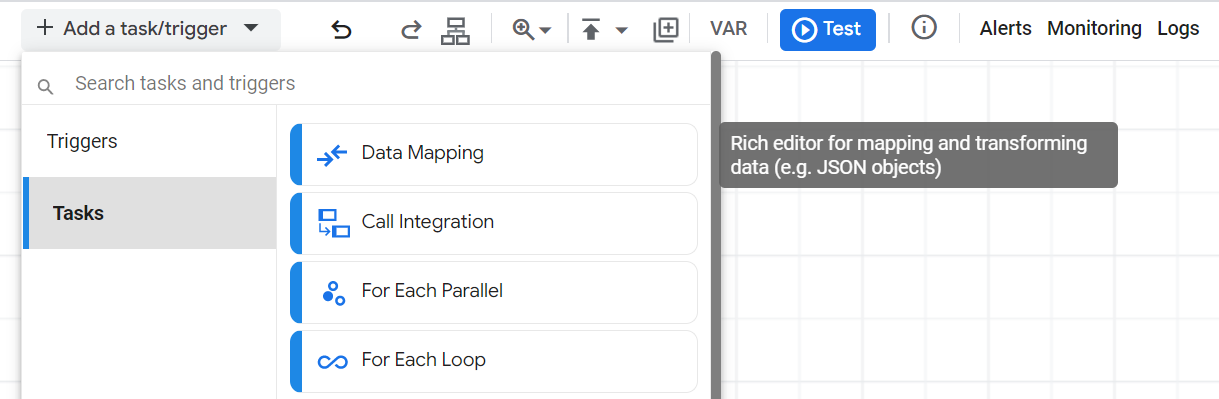 Add a task/trigger
VAR
Test
Alerts Monitoring Logs
Search tasks and triggers
Triggers
Tasks
Data Mapping
Call Integration
For Each Parallel
For Each Loop
Rich editor for mapping and transforming
data (e.g. JSON objects)